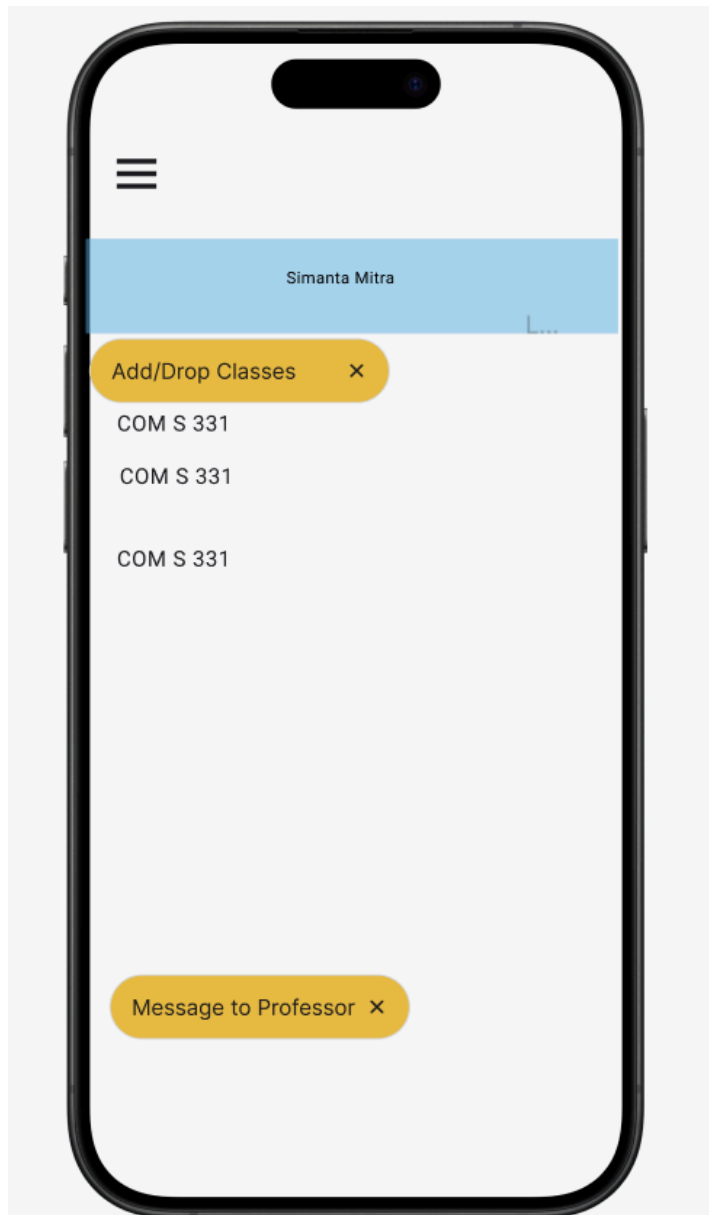 Simanta Mitra
L...
Add/Drop Classes ×
COM S 331
COM S 331
COM S 331
Message to Professor ×